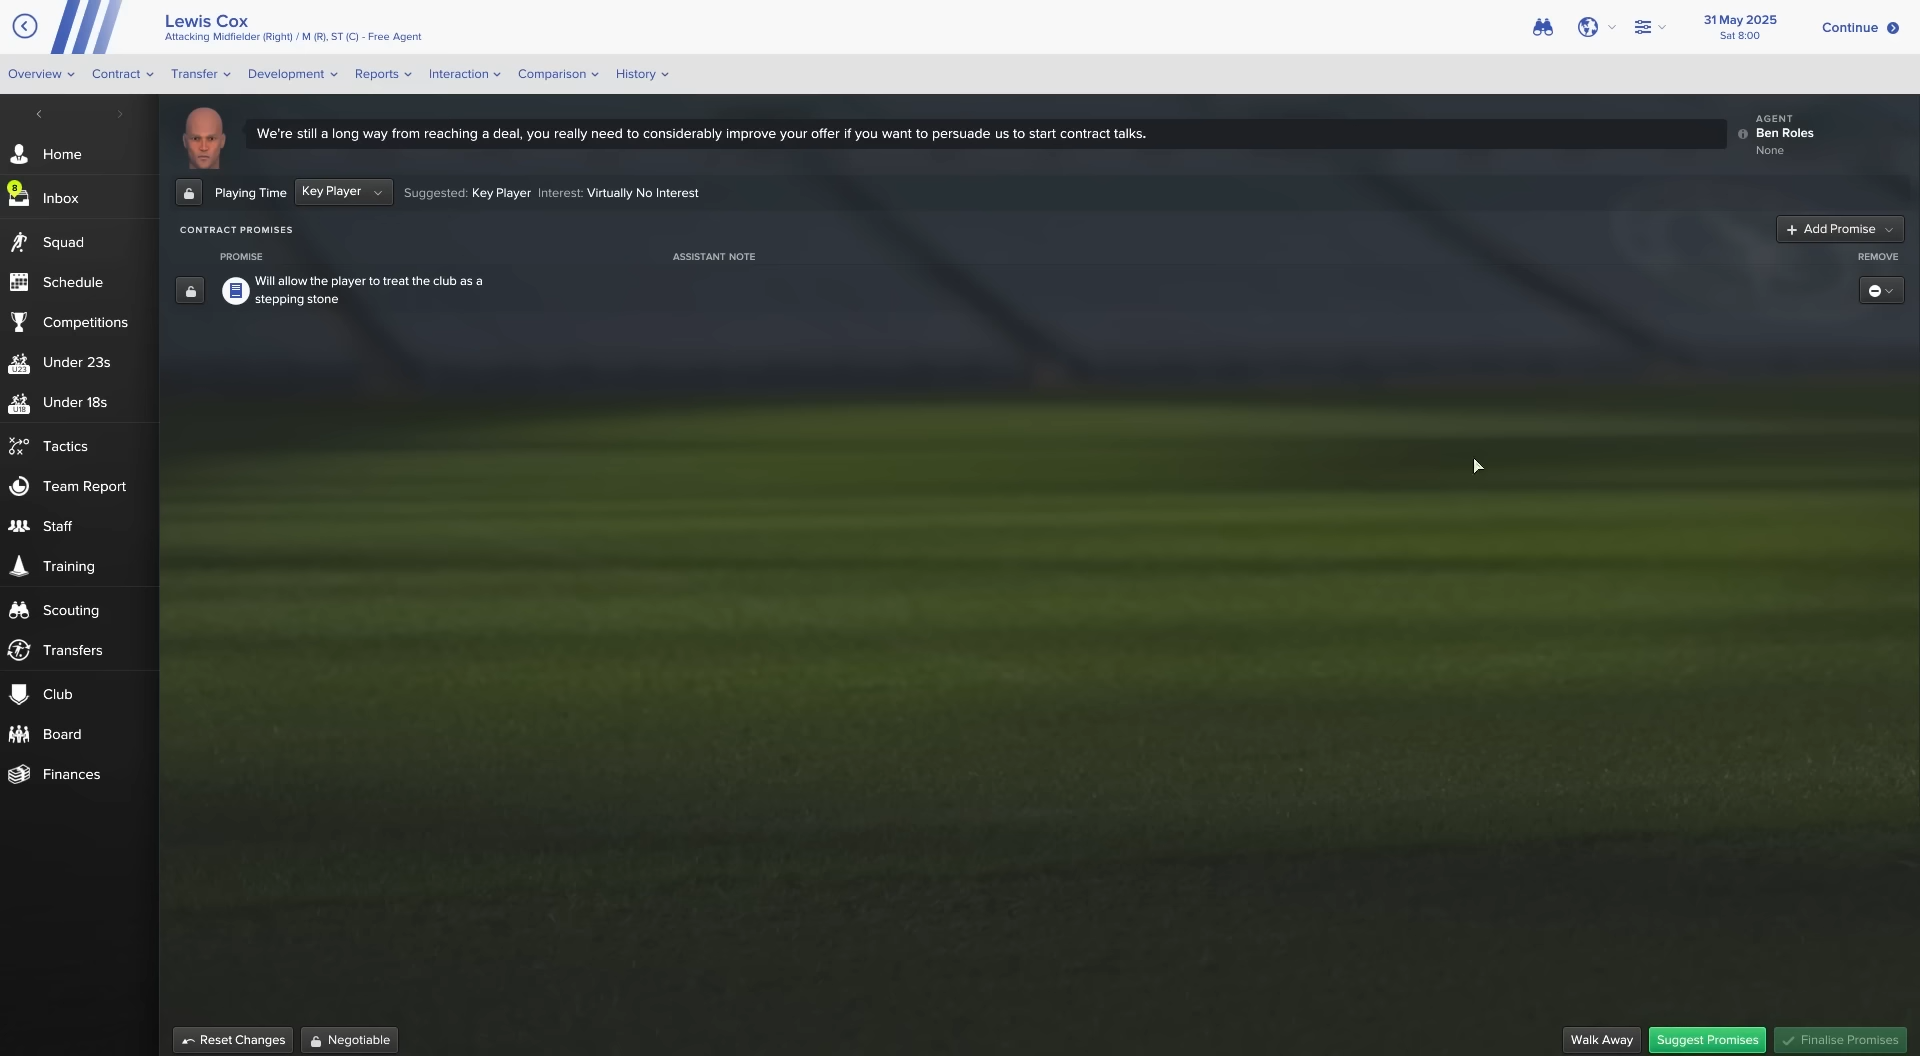 Lewis Cox
Attacking Midfielder (Right) / M (R), ST (C) - Free Agent
31 May 2025
Sat 8:00
Continue
Overview
Contract
Transfer
Development
Reports
Interaction
Comparison
History
We're still a long way from reaching a deal, you really need to considerably improve your offer if you want to persuade us to start contract talks.
AGENT
Ben Roles
None
Playing Time
Key Player
Suggested: Key Player Interest: Virtually No Interest
CONTRACT PROMISES
Add Promise
PROMISE
ASSISTANT NOTE
REMOVE
Will allow the player to treat the club as a
stepping stone
Home
8
Inbox
Squad
Schedule
Competitions
U23
Under 23s
U18
Under 18s
Tactics
Team Report
Staff
Training
Scouting
Transfers
Club
Board
Finances
Reset Changes
Negotiable
Walk Away
Suggest Promises
Finalise Promises